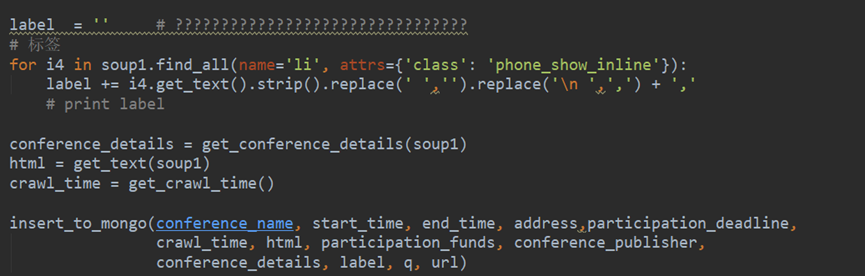 label  = ''     # ????????????????????????????????
# 标签
for i4 in soup1.find_all(name='li', attrs={'class': 'phone_show_inline'}):
    label += i4.get_text().strip().replace(' ','').replace('\n ',',') + ','
    # print label
conference_details = get_conference_details(soup1)
html = get_text(soup1)
crawl_time = get_crawl_time()
insert_to_mongo(conference_name, start_time, end_time, address,participation_deadline,
                crawl_time, html, participation_funds, conference_publisher,
                conference_details, label, q, url)